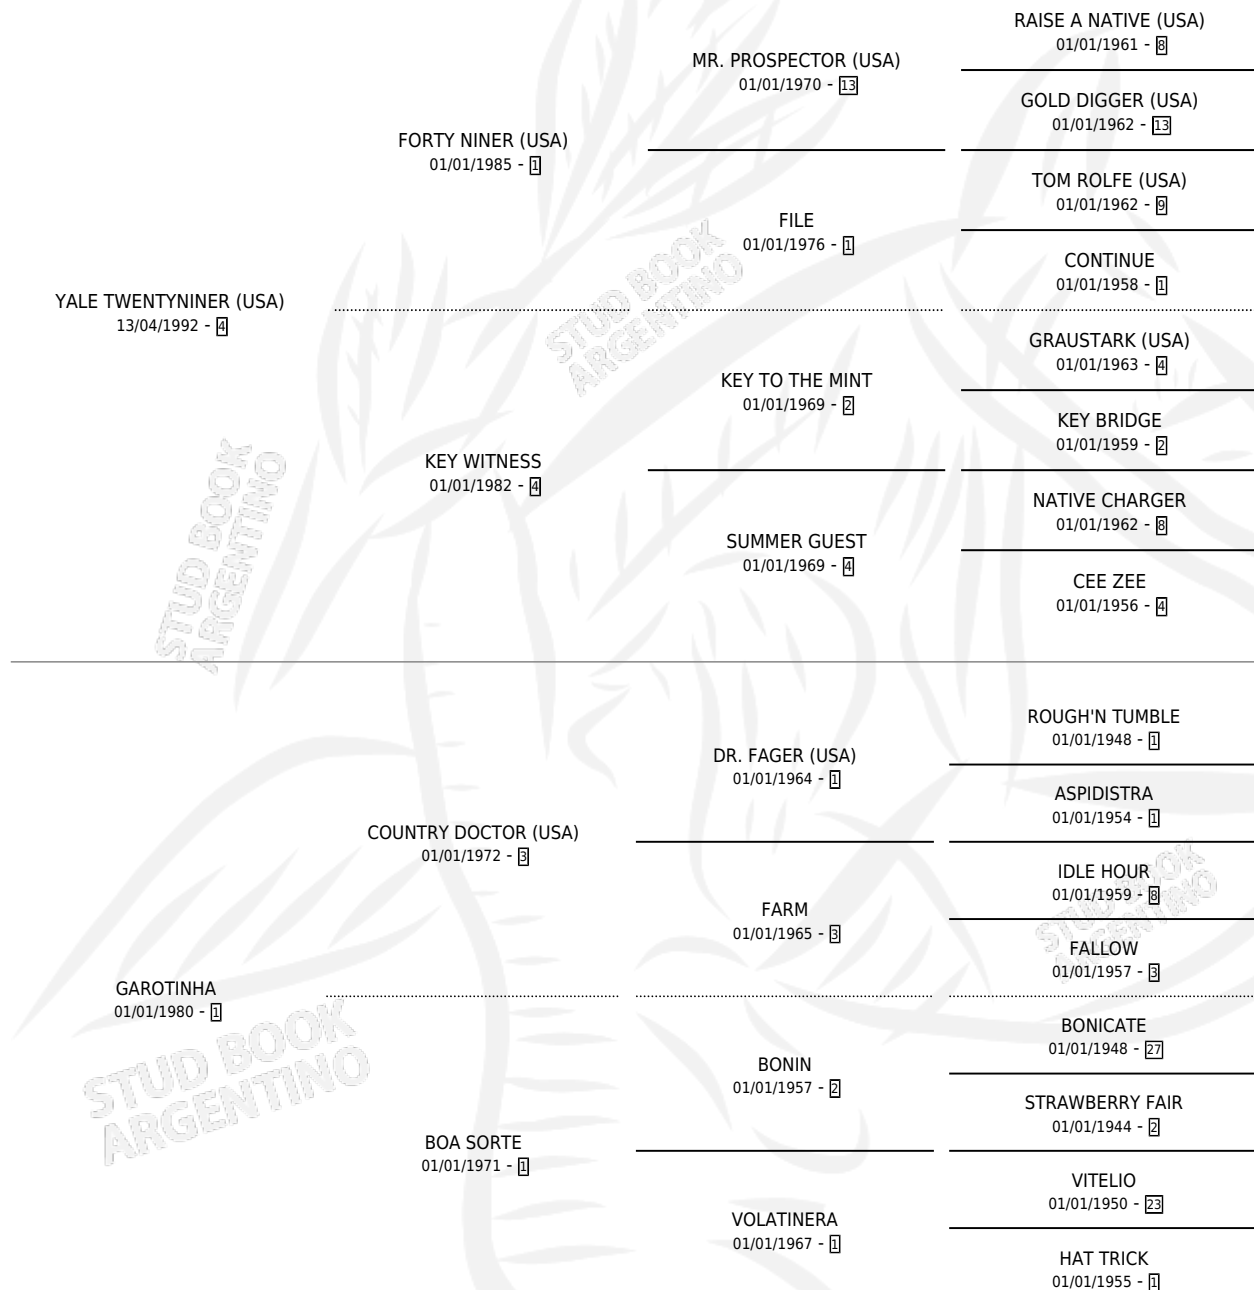 RAISE A NATIVE (USA)
01/01/1961 - 8
MR. PROSPECTOR (USA)
01/01/1970 - 13
GOLD DIGGER (USA)
01/01/1962 - 13
FORTY NINER (USA)
01/01/1985 - 1
TOM ROLFE (USA)
01/01/1962 - 9
FILE
01/01/1976 - 1
CONTINUE
01/01/1958 - 1
YALE TWENTYNINER (USA)
13/04/1992 - 4
GRAUSTARK (USA)
01/01/1963 - 4
KEY TO THE MINT
01/01/1969 - 2
KEY BRIDGE
01/01/1959 - 2
KEY WITNESS
01/01/1982 - 4
NATIVE CHARGER
01/01/1962 - 8
SUMMER GUEST
01/01/1969 - 4
CEE ZEE
01/01/1956 - 4
ROUGH'N TUMBLE
01/01/1948 - 1
DR. FAGER (USA)
01/01/1964 - 1
ASPIDISTRA
01/01/1954 - 1
COUNTRY DOCTOR (USA)
01/01/1972 - 3
IDLE HOUR
01/01/1959 - 8
FARM
01/01/1965 - 3
FALLOW
01/01/1957 - 3
GAROTINHA
01/01/1980 - 1
BONICATE
01/01/1948 - 27
BONIN
01/01/1957 - 2
STRAWBERRY FAIR
01/01/1944 - 2
BOA SORTE
01/01/1971 - 1
VITELIO
01/01/1950 - 23
VOLATINERA
01/01/1967 - 1
HAT TRICK
01/01/1955 - 1
STUD BOOK
ARGENTINO
STUD BOOK
ARGENTINO
STUD BOOK
ARGENTINO
STUD BOOK
ARGENTINO